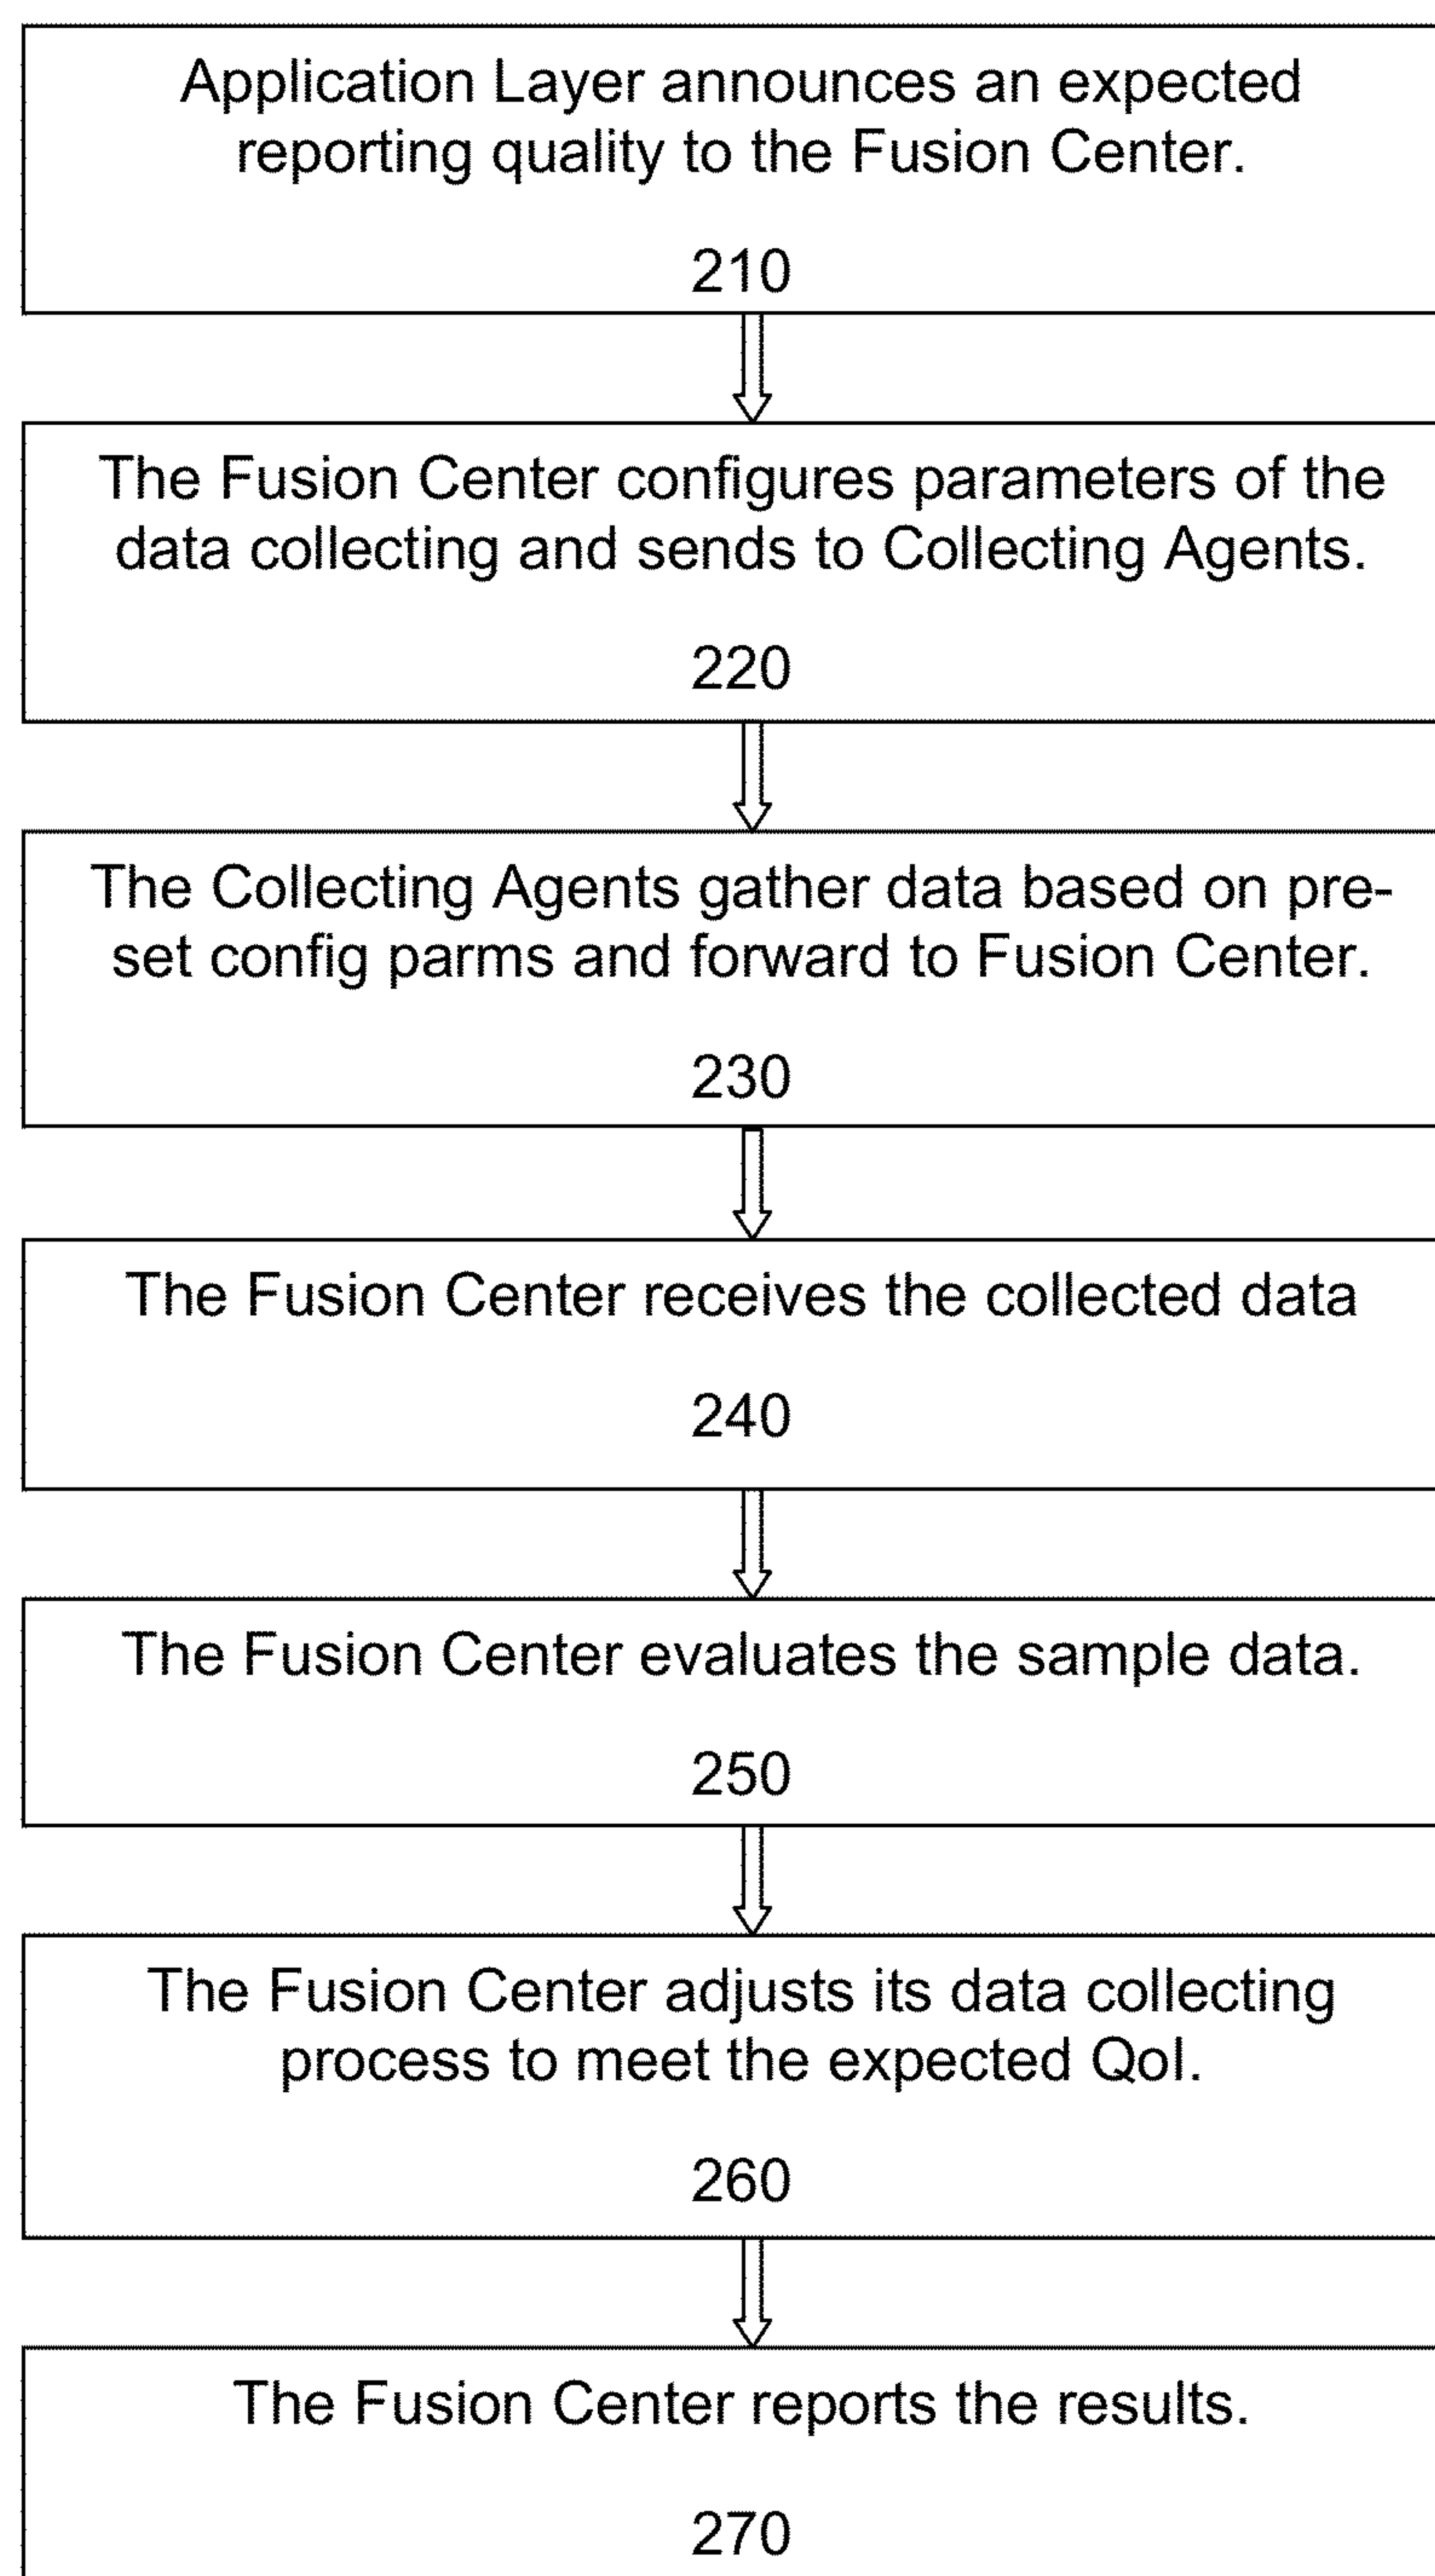 Application Layer announces an expected
reporting quality to the Fusion Center.
210
The Fusion Center configures parameters of the
data collecting and sends to Collecting Agents.
220
The Collecting Agents gather data based on pre-
set config parms and forward to Fusion Center.
230
The Fusion Center receives the collected data
240
The Fusion Center evaluates the sample data.
250
The Fusion Center adjusts its data collecting
process to meet the expected QoI.
260
The Fusion Center reports the results.
270